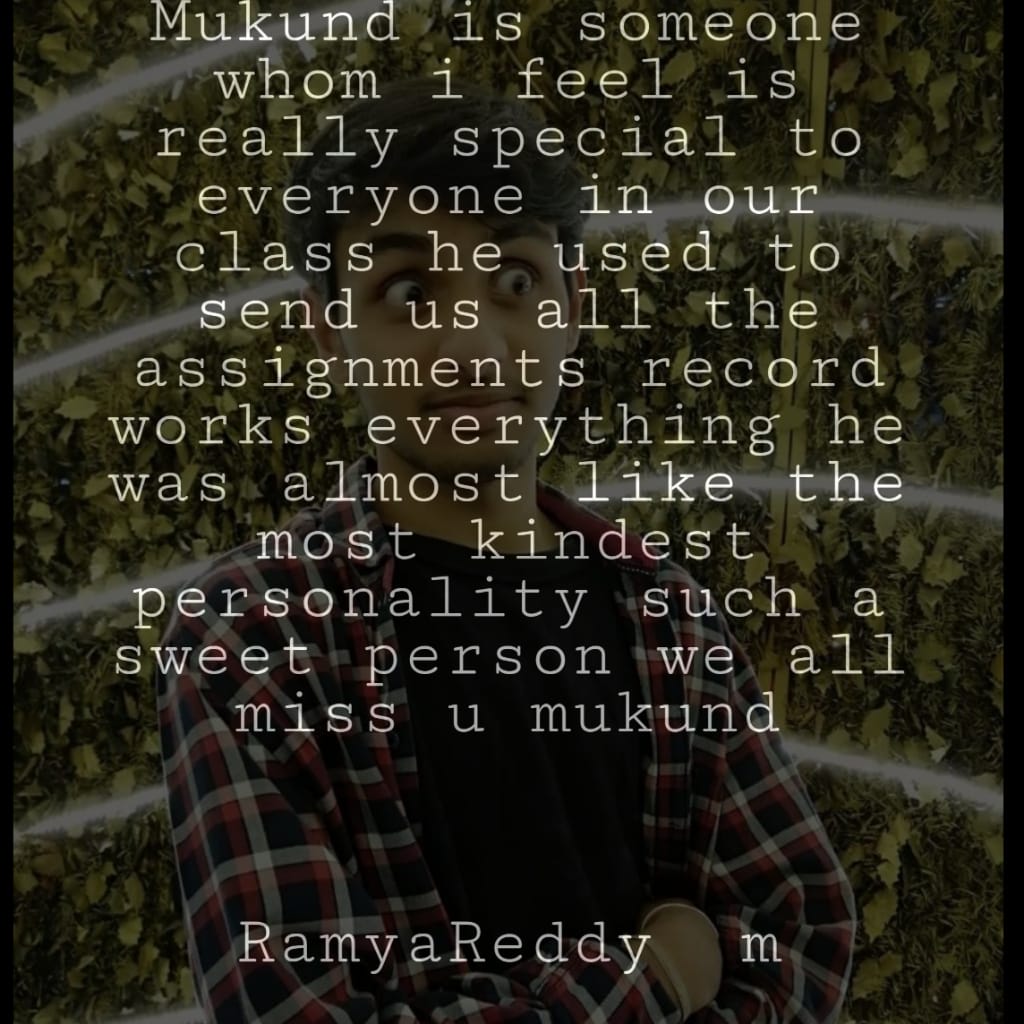 Mukund is someone
whom i feel is
really special to
everyone in our
class he used to
send us all the
assignments record
works everything he
was almost like the
most kindest
personality such a
sweet person we all
miss u mukund
RamyaReddy m